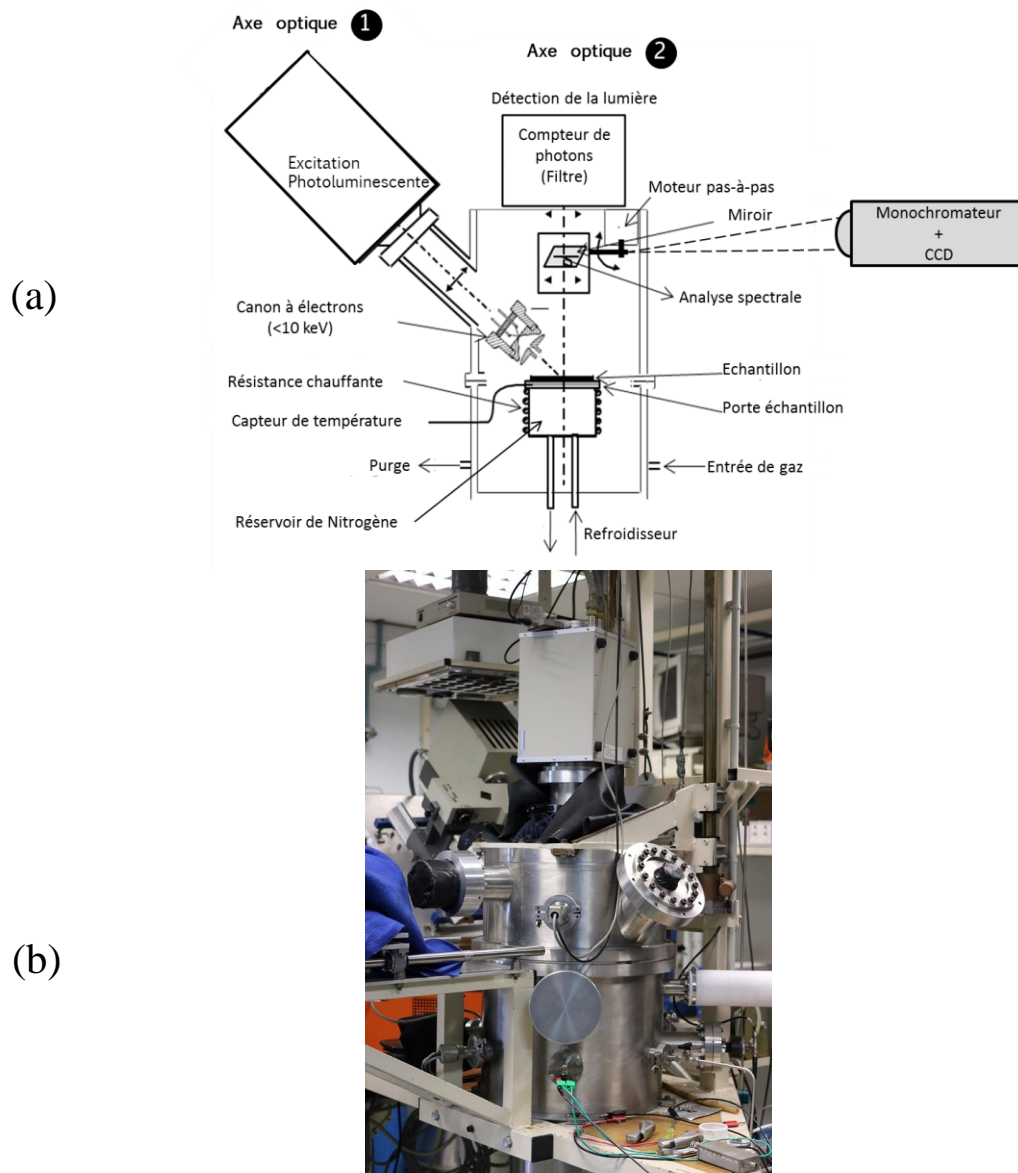 Axe optique 1
Axe optique 2
Détection de la lumière
Compteur de
photons
(Filtre)
Excitation
Photoluminescente
Moteur pas-à-pas
Miroir
Monochromateur
+
CCD
(a)
Analyse spectrale
Canon à électrons
(<10 keV)
Echantillon
Résistance chauffante
Porte échantillon
Capteur de température
Purge
Entrée de gaz
Réservoir de Nitrogène
Refroidisseur
(b)